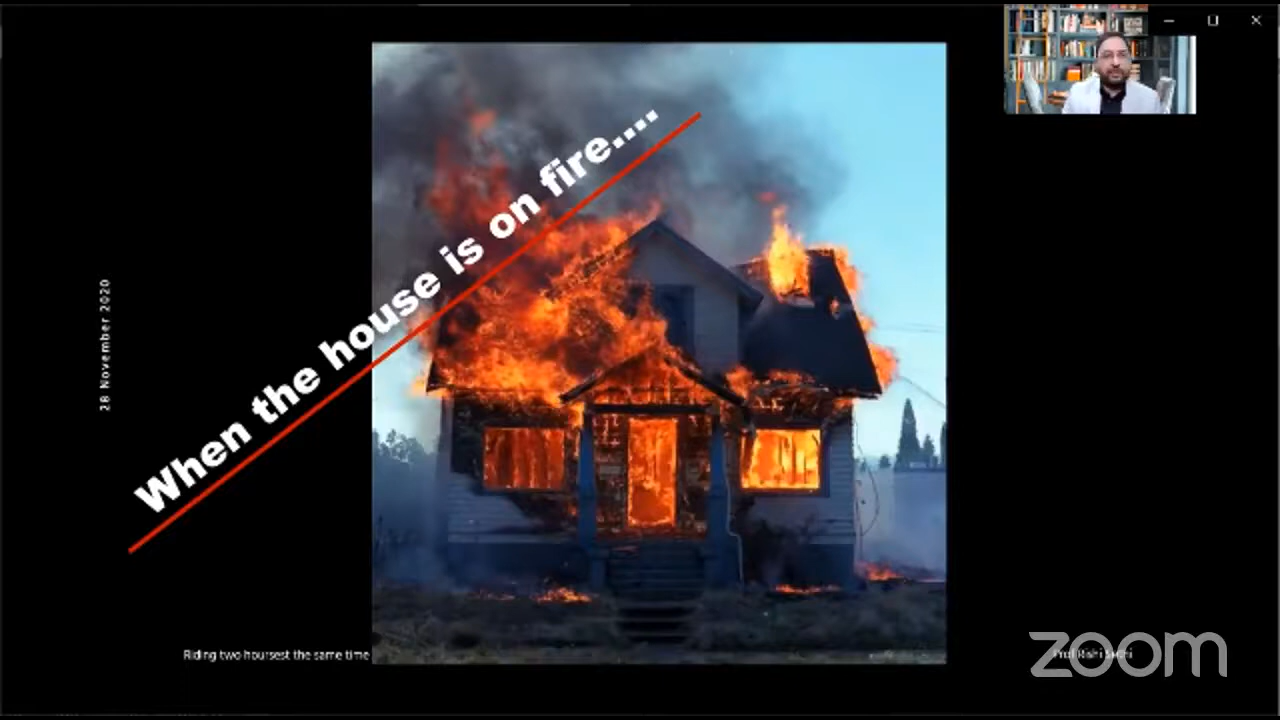 When the house is on fire....
28 November 2020
Riding two hoursest the same time
zoom